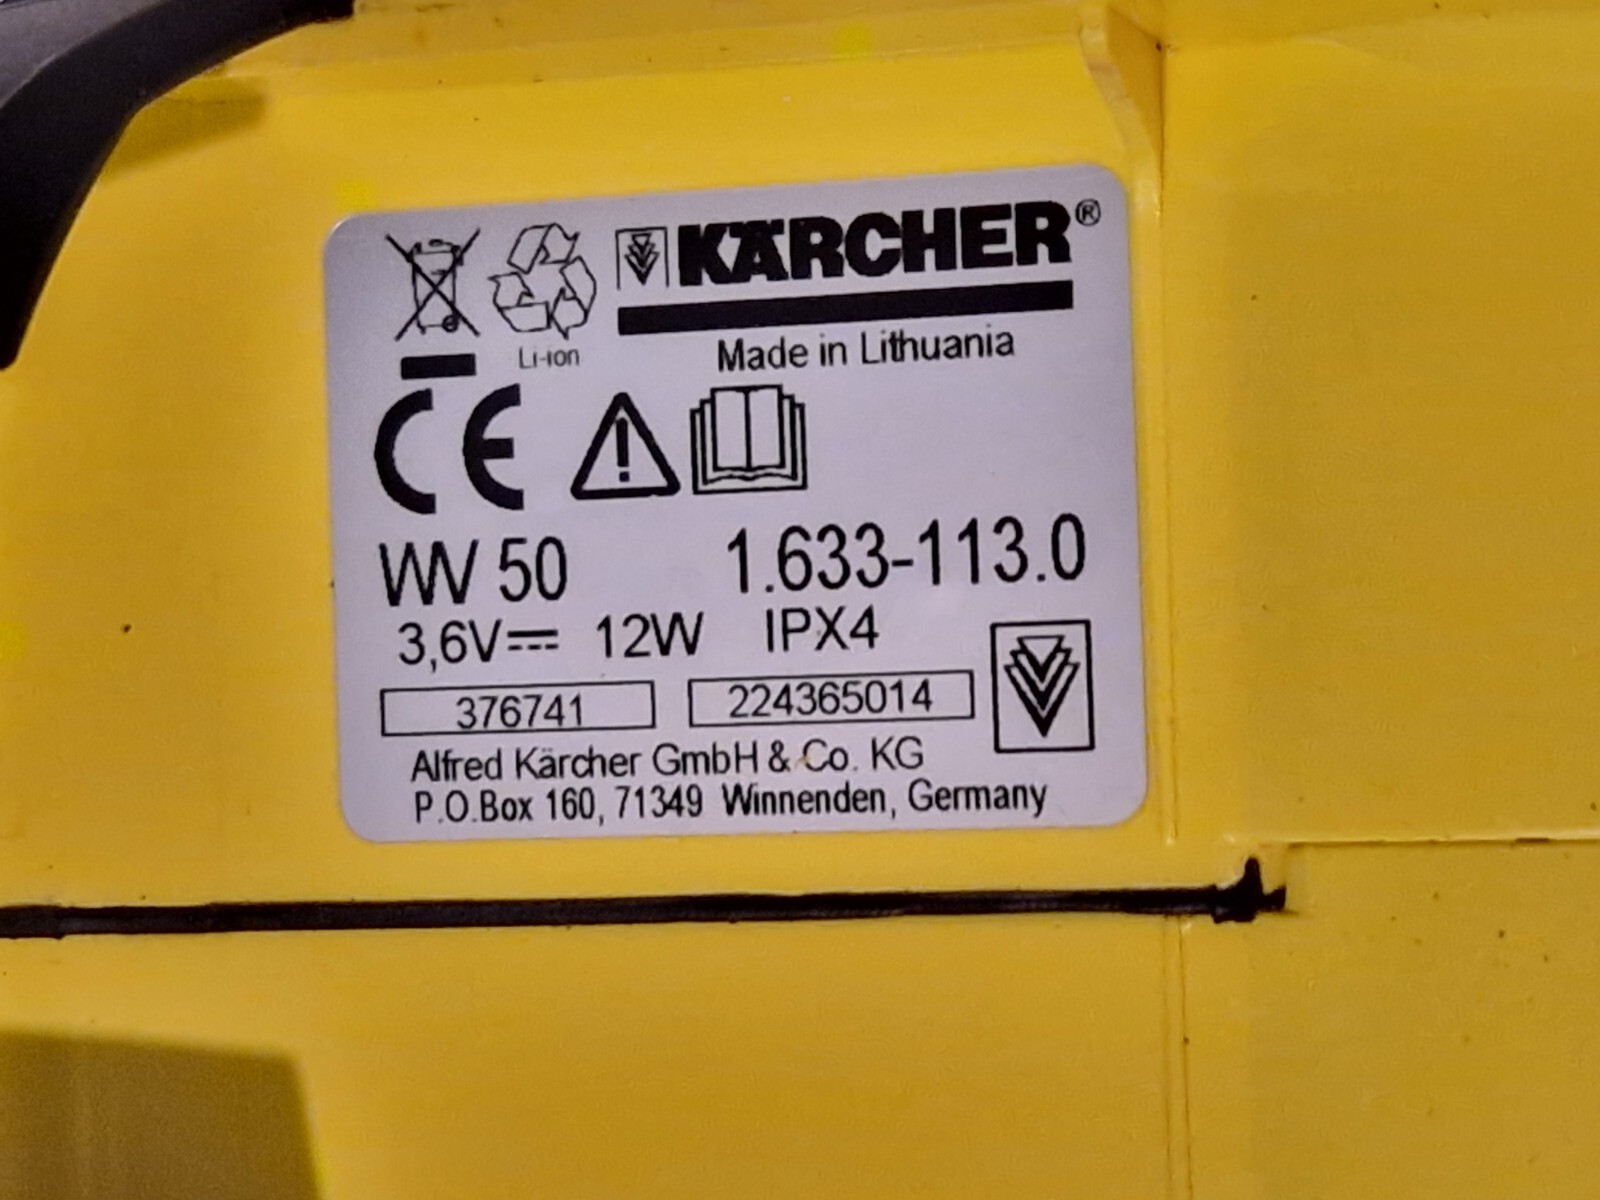 KÄRCHER®
Li-ion
Made in Lithuania
CE
WV 50 1.633-113.0
3,6V⎓ 12W IPX4
376741 224365014
Alfred Kärcher GmbH & Co. KG
P.O.Box 160, 71349 Winnenden, Germany